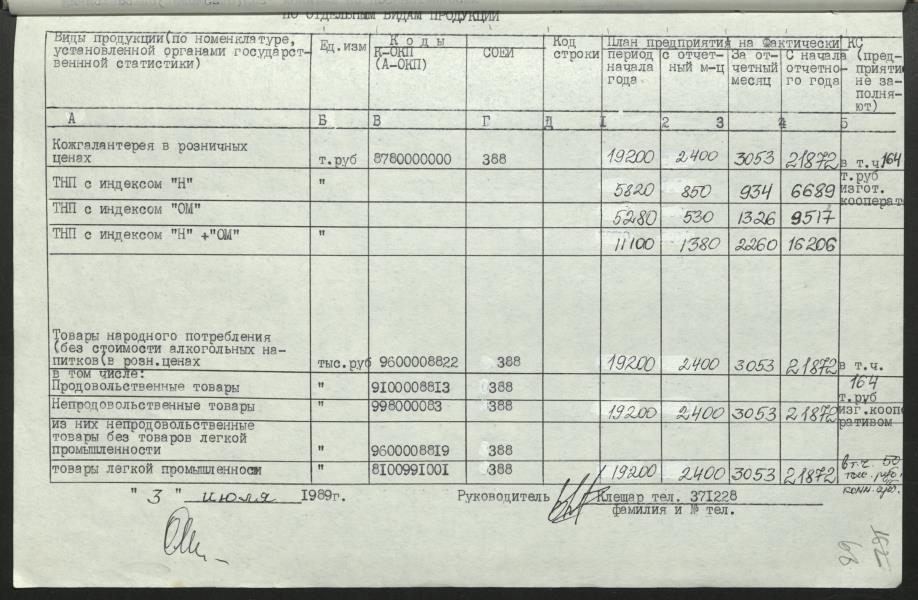 ПО ОТДЕЛЬНЫМ ВИДАМ ПРОДУКЦИИ
Виды продукции(по номенклатуре, установленной органами государственнной статистики) Ед.изм К о д ы К-ОКП (А-ОКП) СОЕИ Код строки План предприятия на Фактически КС
период начала года с отчетный м-ц За отчетный месяц С начала отчетного года (предприятие не заполняют)
А Б В Г Д 1 2 3 4 5
Кожгалантерея в розничных
ценах т.руб 8780000000 388 19200 2400 3053 21872 в т.ч 164
т.руб
ТНП с индексом "Н" " 5820 850 934 6689 изгот.
кооперат
ТНП с индексом "ОМ" 5280 530 1326 9517
ТНП с индексом "Н" +"ОМ" " 11100 1380 2260 16206
Товары народного потребления
(без стоимости алкогольных на-
питков(в розн.ценах тыс.руб 9600008822 388 19200 2400 3053 21872 в т.ч.
в том числе:
Продовольственные товары " 9100008813 388 164
т.руб
Непродовольственные товары " 998000083 388 19200 2400 3053 21872 изг.кооперативом
из них непродовольственные
товары без товаров легкой
промышленности " 9600008819 388
товары легкой промышленноси " 8100991001 388 19200 2400 3053 21872 в т.ч. 50
" 3 " июля 1989г. Руководитель Клещар тел. 371228
фамилия и № тел.